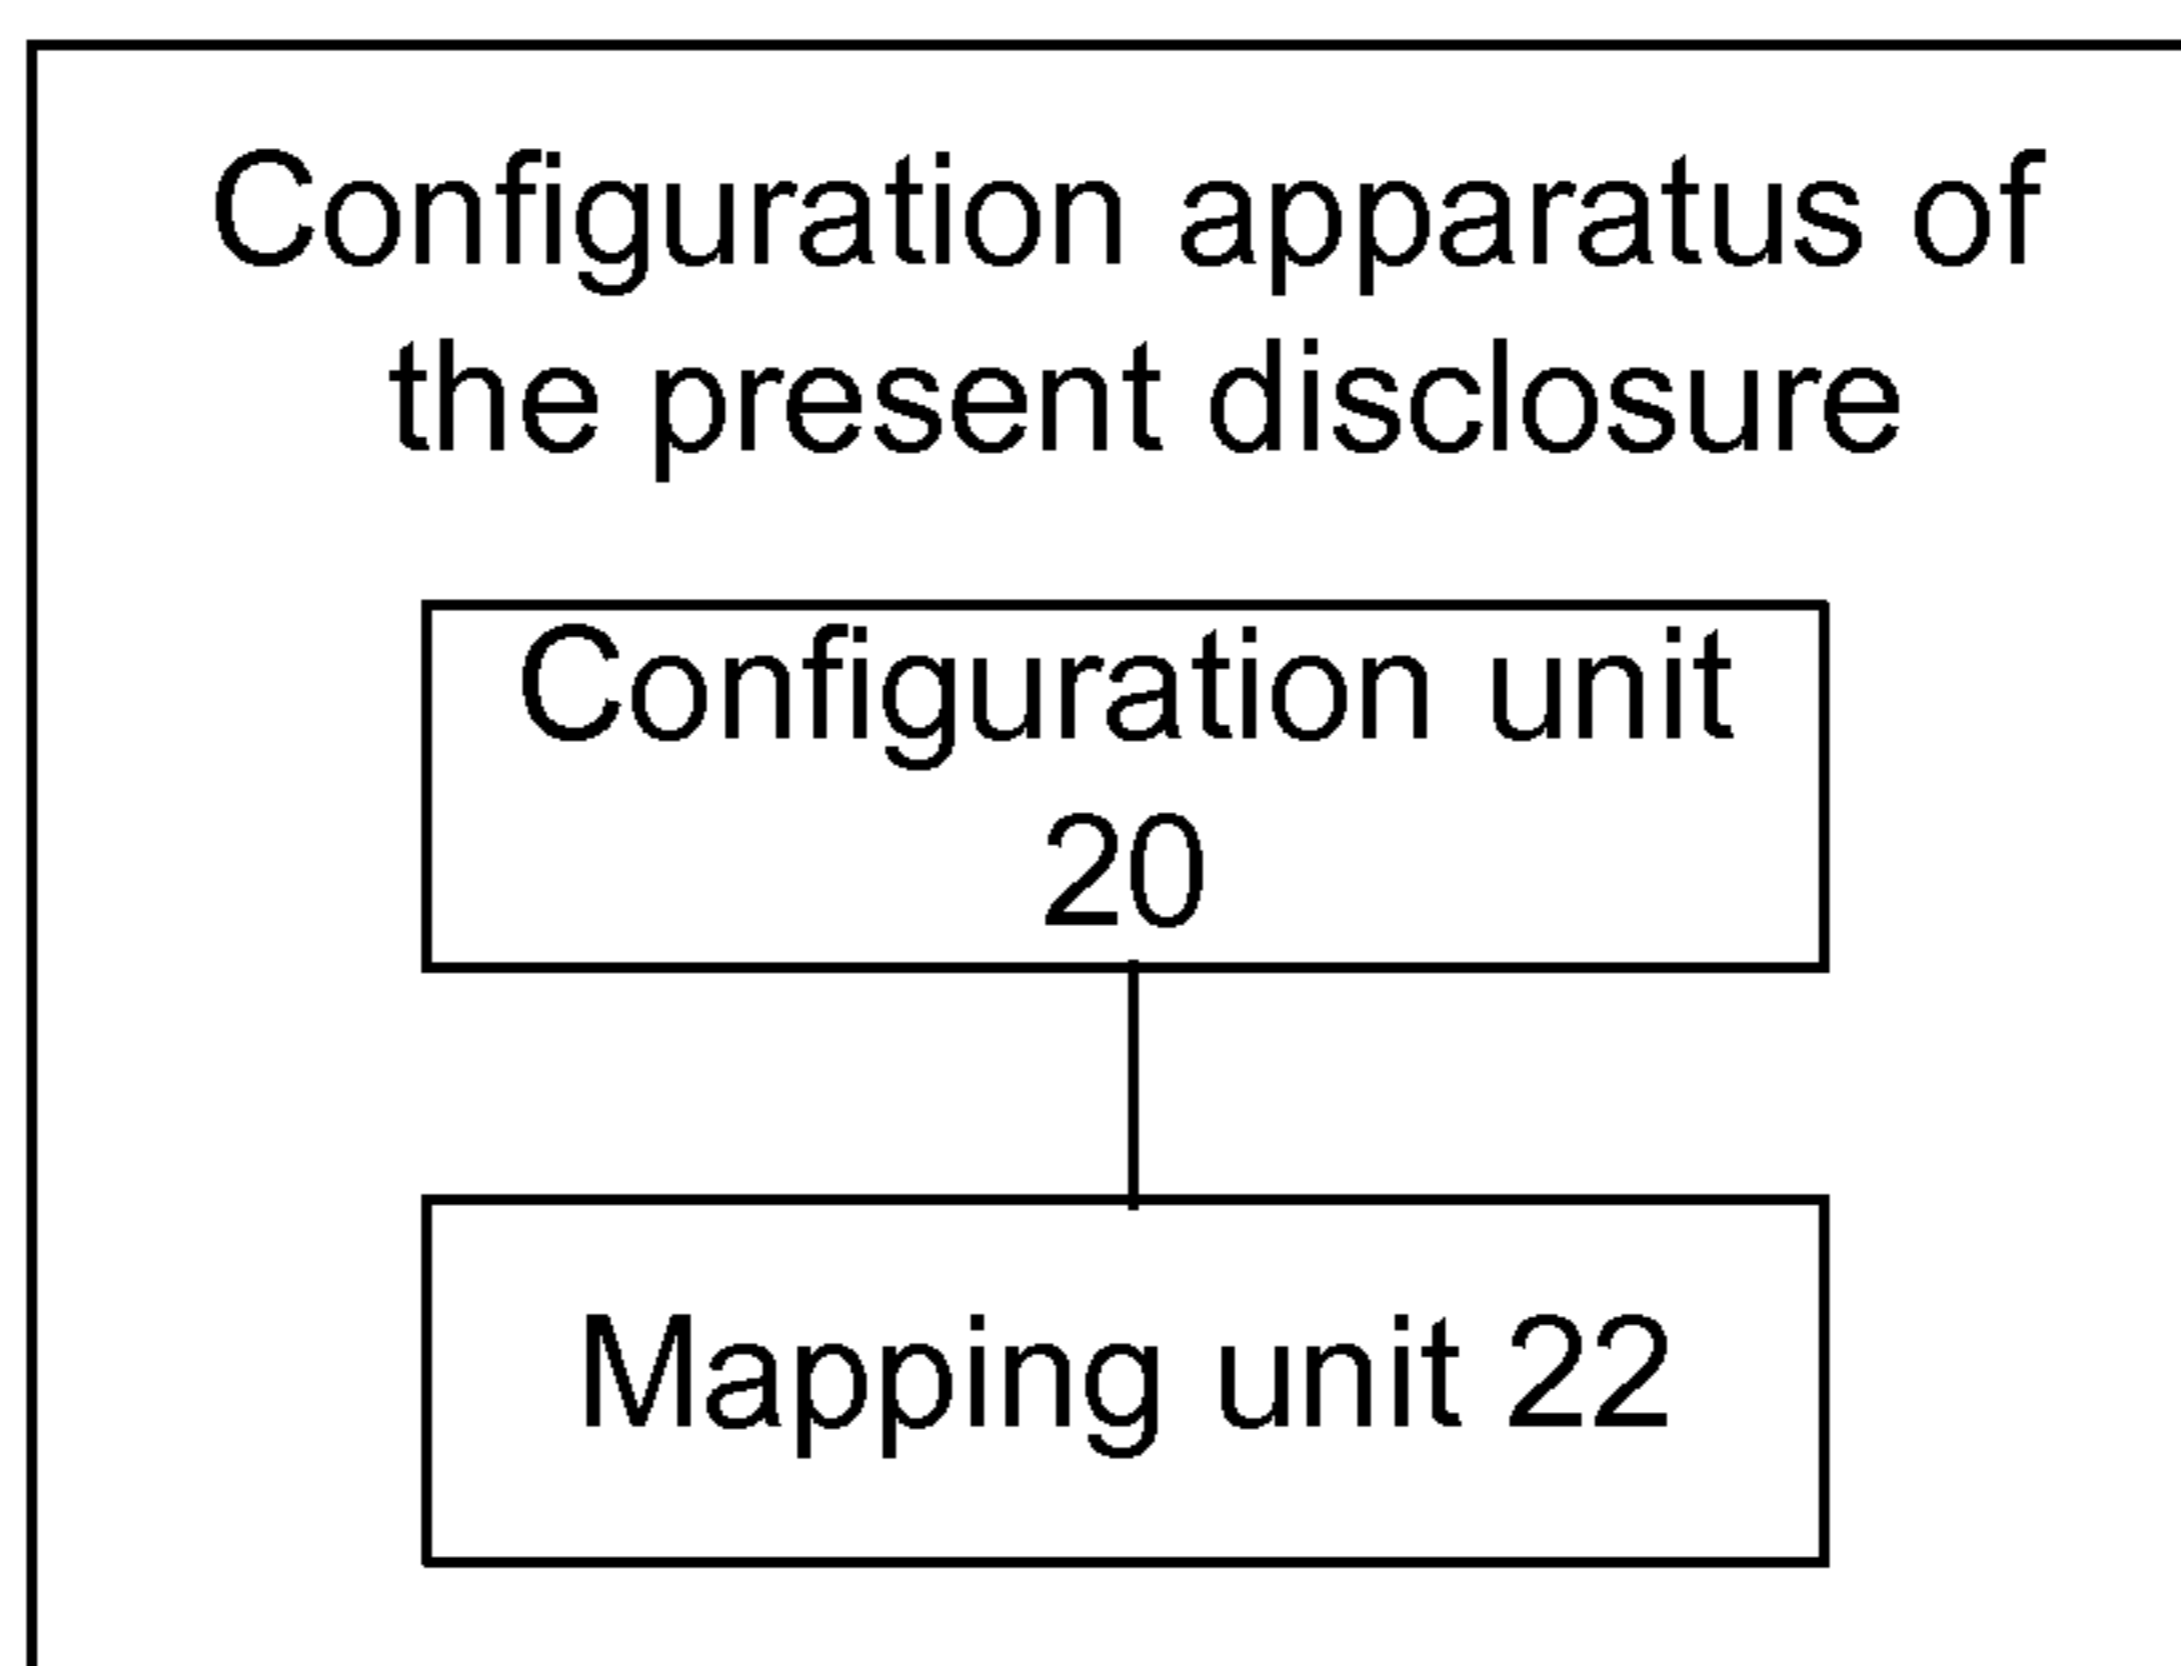 Configuration apparatus of
the present disclosure
Configuration unit
20
Mapping unit 22